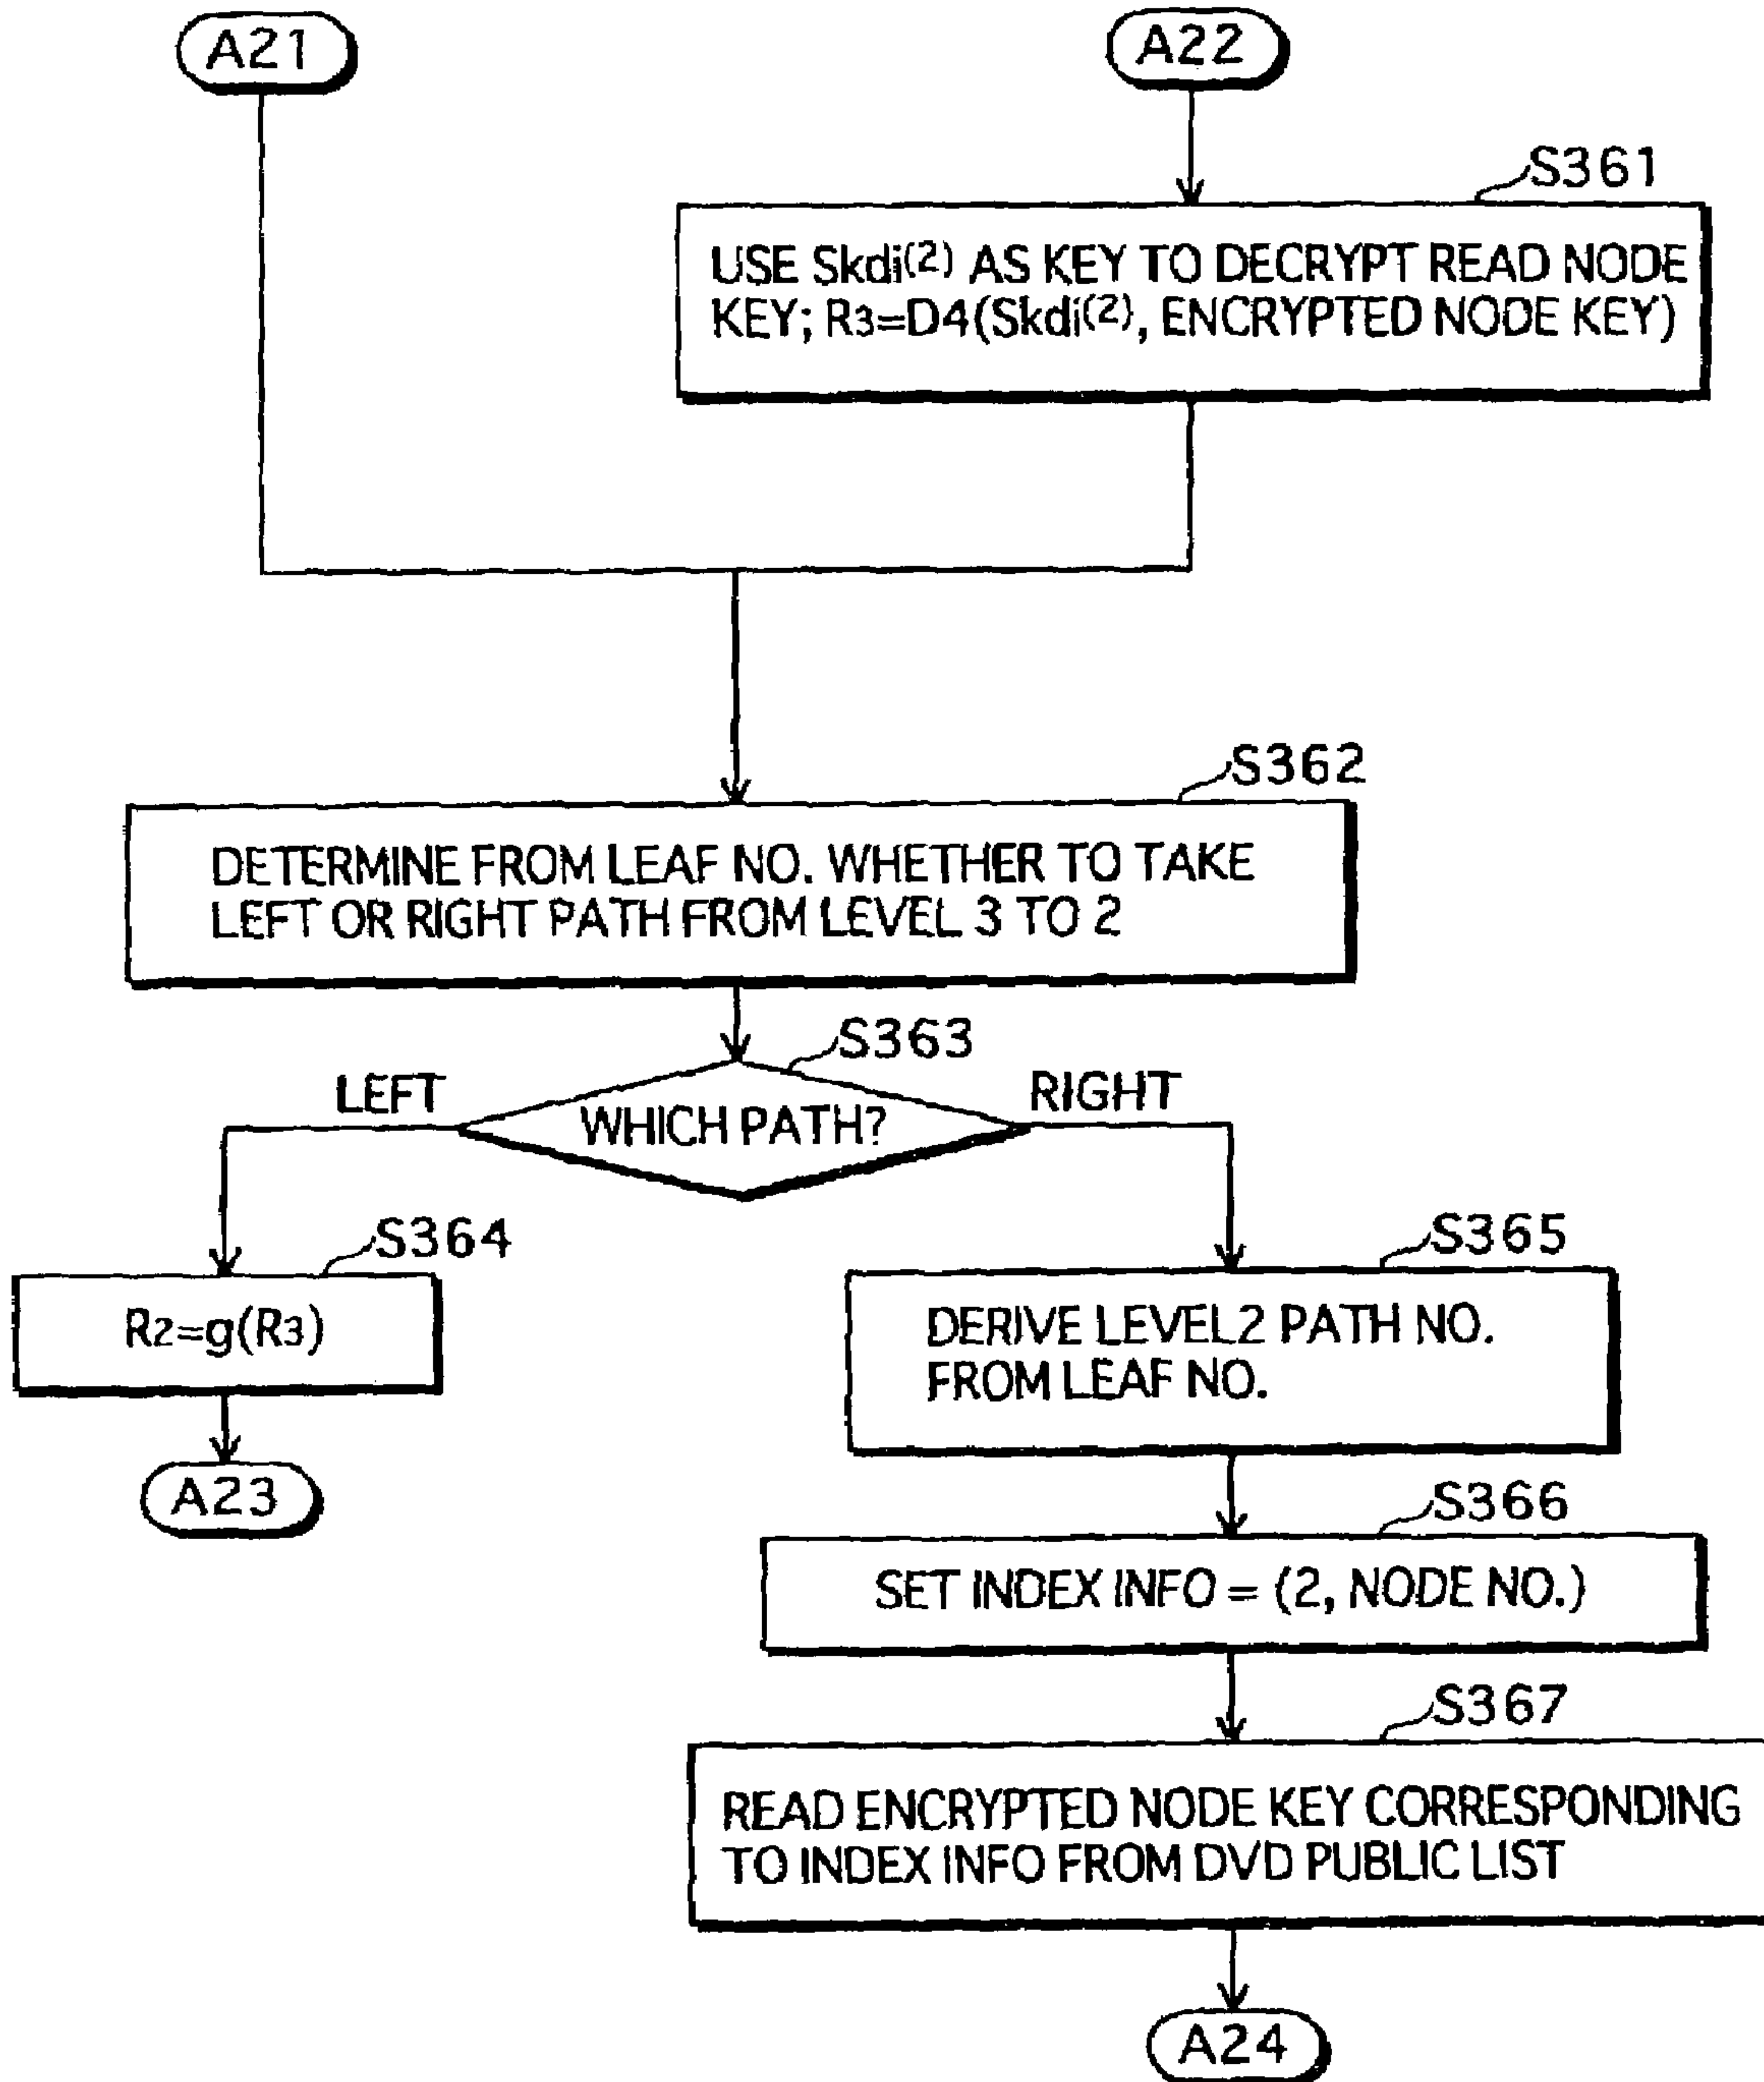 A21
A22
S361
USE Skdi(2) AS KEY TO DECRYPT READ NODE
KEY; R3=D4(Skdi(2), ENCRYPTED NODE KEY)
S362
DETERMINE FROM LEAF NO. WHETHER TO TAKE
LEFT OR RIGHT PATH FROM LEVEL 3 TO 2
S363
LEFT
WHICH PATH?
RIGHT
S364
R2=g(R3)
A23
S365
DERIVE LEVEL2 PATH NO.
FROM LEAF NO.
S366
SET INDEX INFO = (2, NODE NO.)
S367
READ ENCRYPTED NODE KEY CORRESPONDING
TO INDEX INFO FROM DVD PUBLIC LIST
A24